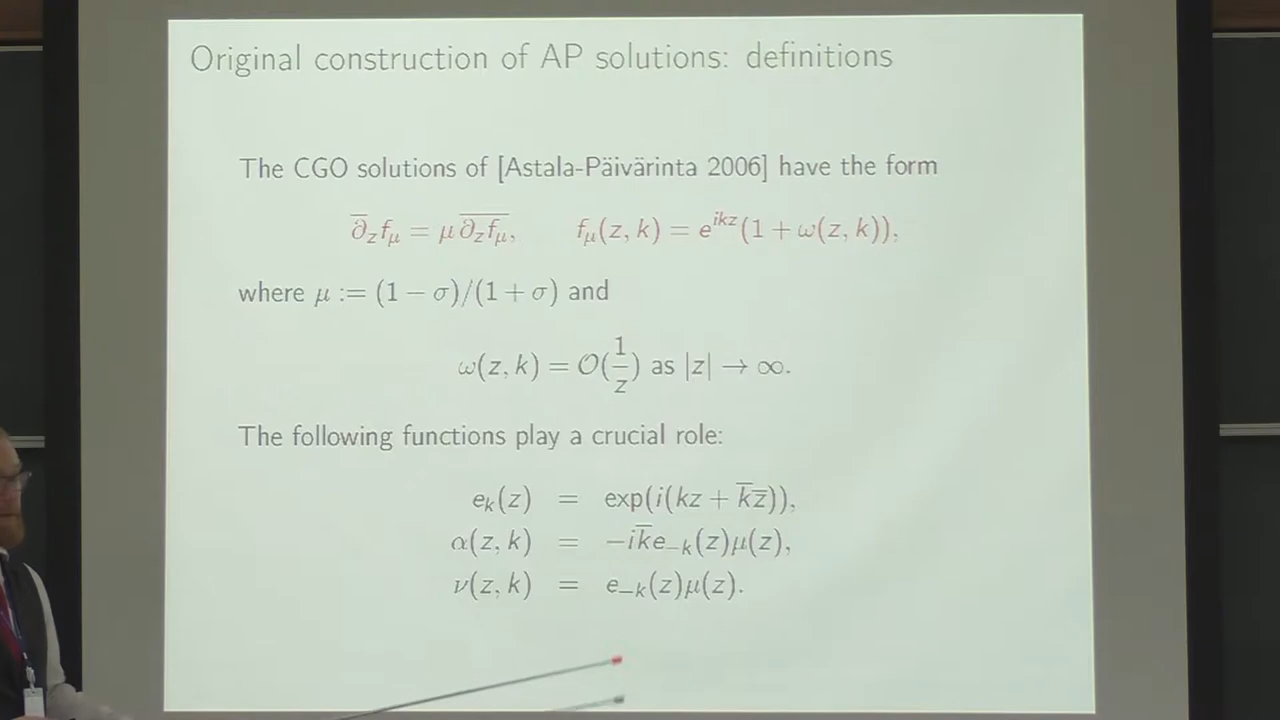 Original construction of AP solutions: definitions
The CGO solutions of [Astala-Päivärinta 2006] have the form
∂̅_z f_μ = μ \overline{∂_z f_μ},    f_μ(z, k) = e^{ikz}(1 + ω(z, k)),
where μ := (1 − σ)/(1 + σ) and
ω(z, k) = 𝒪(1/z) as |z| → ∞.
The following functions play a crucial role:
e_k(z) = exp(i(kz + k̅z̅)),
α(z, k) = −ik̅e_{−k}(z)μ(z),
ν(z, k) = e_{−k}(z)μ(z).